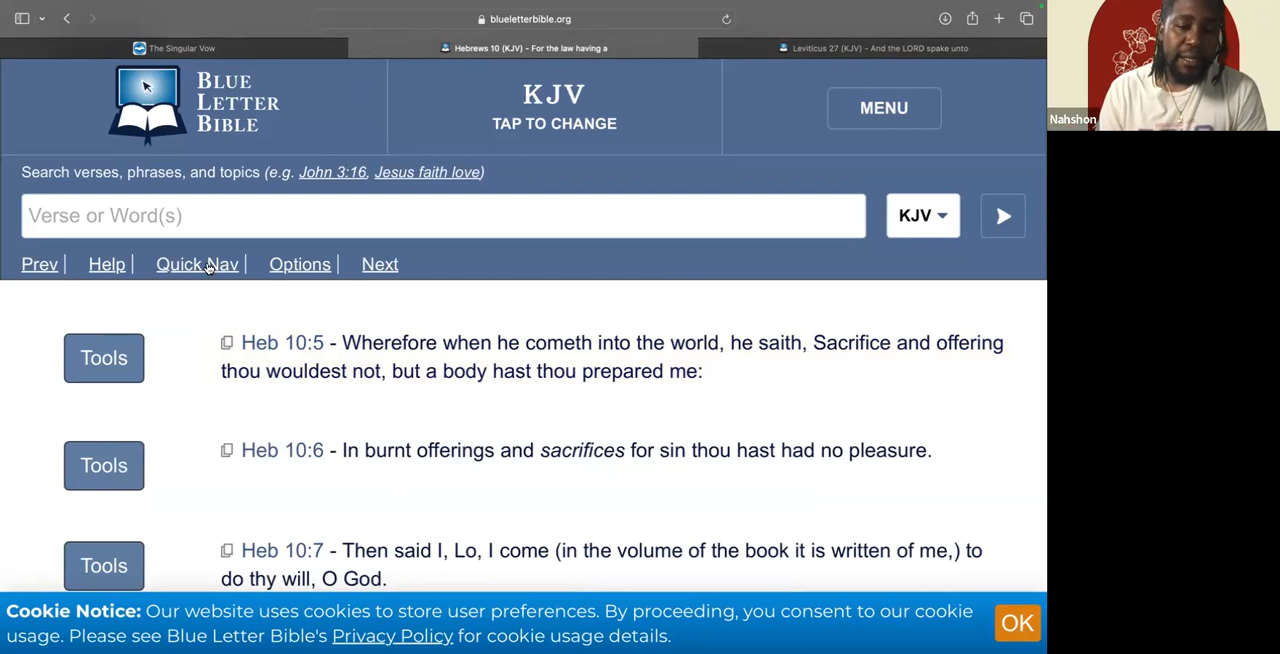 blueletterbible.org
The Singular Vow
Hebrews 10 (KJV) - For the law having a
Leviticus 27 (KJV) - And the LORD spake unto
BLUE
LETTER
BIBLE
KJV
TAP TO CHANGE
MENU
Nahshon
Search verses, phrases, and topics (e.g. John 3:16, Jesus faith love)
Verse or Word(s)
KJV
Prev | Help | Quick Nav | Options | Next
Tools
Heb 10:5 - Wherefore when he cometh into the world, he saith, Sacrifice and offering
thou wouldest not, but a body hast thou prepared me:
Tools
Heb 10:6 - In burnt offerings and sacrifices for sin thou hast had no pleasure.
Tools
Heb 10:7 - Then said I, Lo, I come (in the volume of the book it is written of me,) to
do thy will, O God.
Cookie Notice: Our website uses cookies to store user preferences. By proceeding, you consent to our cookie
usage. Please see Blue Letter Bible's Privacy Policy for cookie usage details.
OK